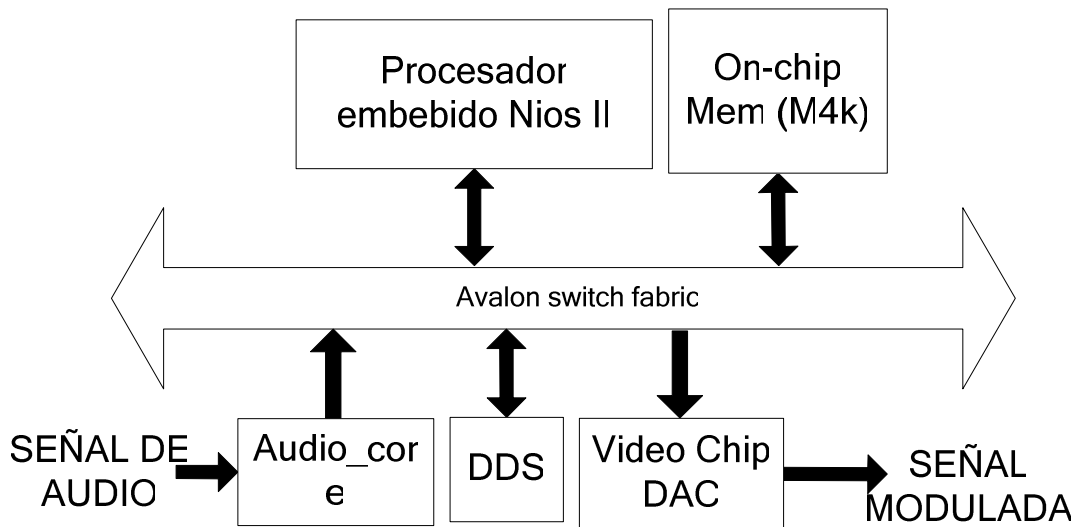 Procesador
embebido Nios II
On-chip
Mem (M4k)
Avalon switch fabric
SEÑAL DE
AUDIO
Audio_cor
e
DDS
Video Chip
DAC
SEÑAL
MODULADA